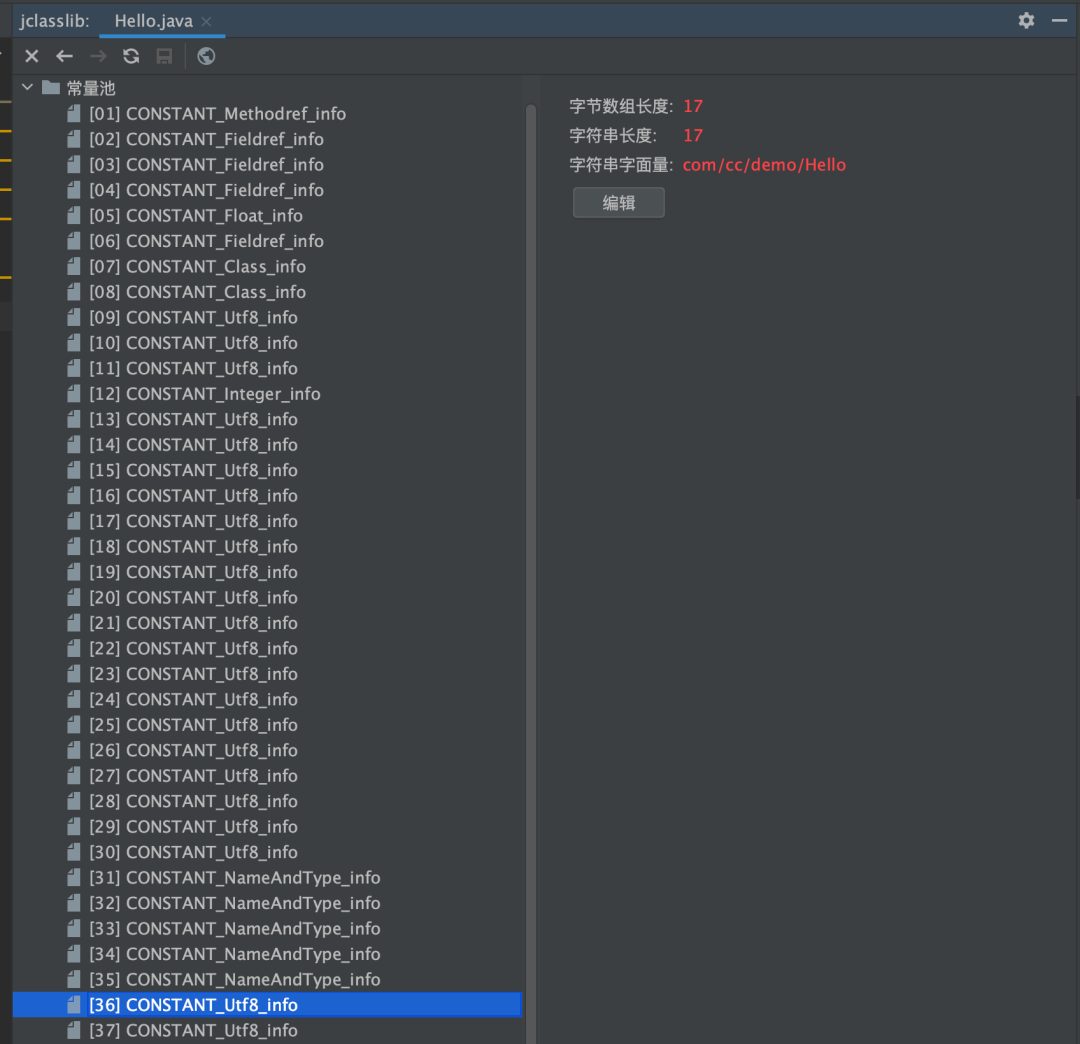 jclasslib: Hello.java
常量池
[01] CONSTANT_Methodref_info
[02] CONSTANT_Fieldref_info
[03] CONSTANT_Fieldref_info
[04] CONSTANT_Fieldref_info
[05] CONSTANT_Float_info
[06] CONSTANT_Fieldref_info
[07] CONSTANT_Class_info
[08] CONSTANT_Class_info
[09] CONSTANT_Utf8_info
[10] CONSTANT_Utf8_info
[11] CONSTANT_Utf8_info
[12] CONSTANT_Integer_info
[13] CONSTANT_Utf8_info
[14] CONSTANT_Utf8_info
[15] CONSTANT_Utf8_info
[16] CONSTANT_Utf8_info
[17] CONSTANT_Utf8_info
[18] CONSTANT_Utf8_info
[19] CONSTANT_Utf8_info
[20] CONSTANT_Utf8_info
[21] CONSTANT_Utf8_info
[22] CONSTANT_Utf8_info
[23] CONSTANT_Utf8_info
[24] CONSTANT_Utf8_info
[25] CONSTANT_Utf8_info
[26] CONSTANT_Utf8_info
[27] CONSTANT_Utf8_info
[28] CONSTANT_Utf8_info
[29] CONSTANT_Utf8_info
[30] CONSTANT_Utf8_info
[31] CONSTANT_NameAndType_info
[32] CONSTANT_NameAndType_info
[33] CONSTANT_NameAndType_info
[34] CONSTANT_NameAndType_info
[35] CONSTANT_NameAndType_info
[36] CONSTANT_Utf8_info
[37] CONSTANT_Utf8_info
字节数组长度: 17
字符串长度: 17
字符串字面量: com/cc/demo/Hello
编辑